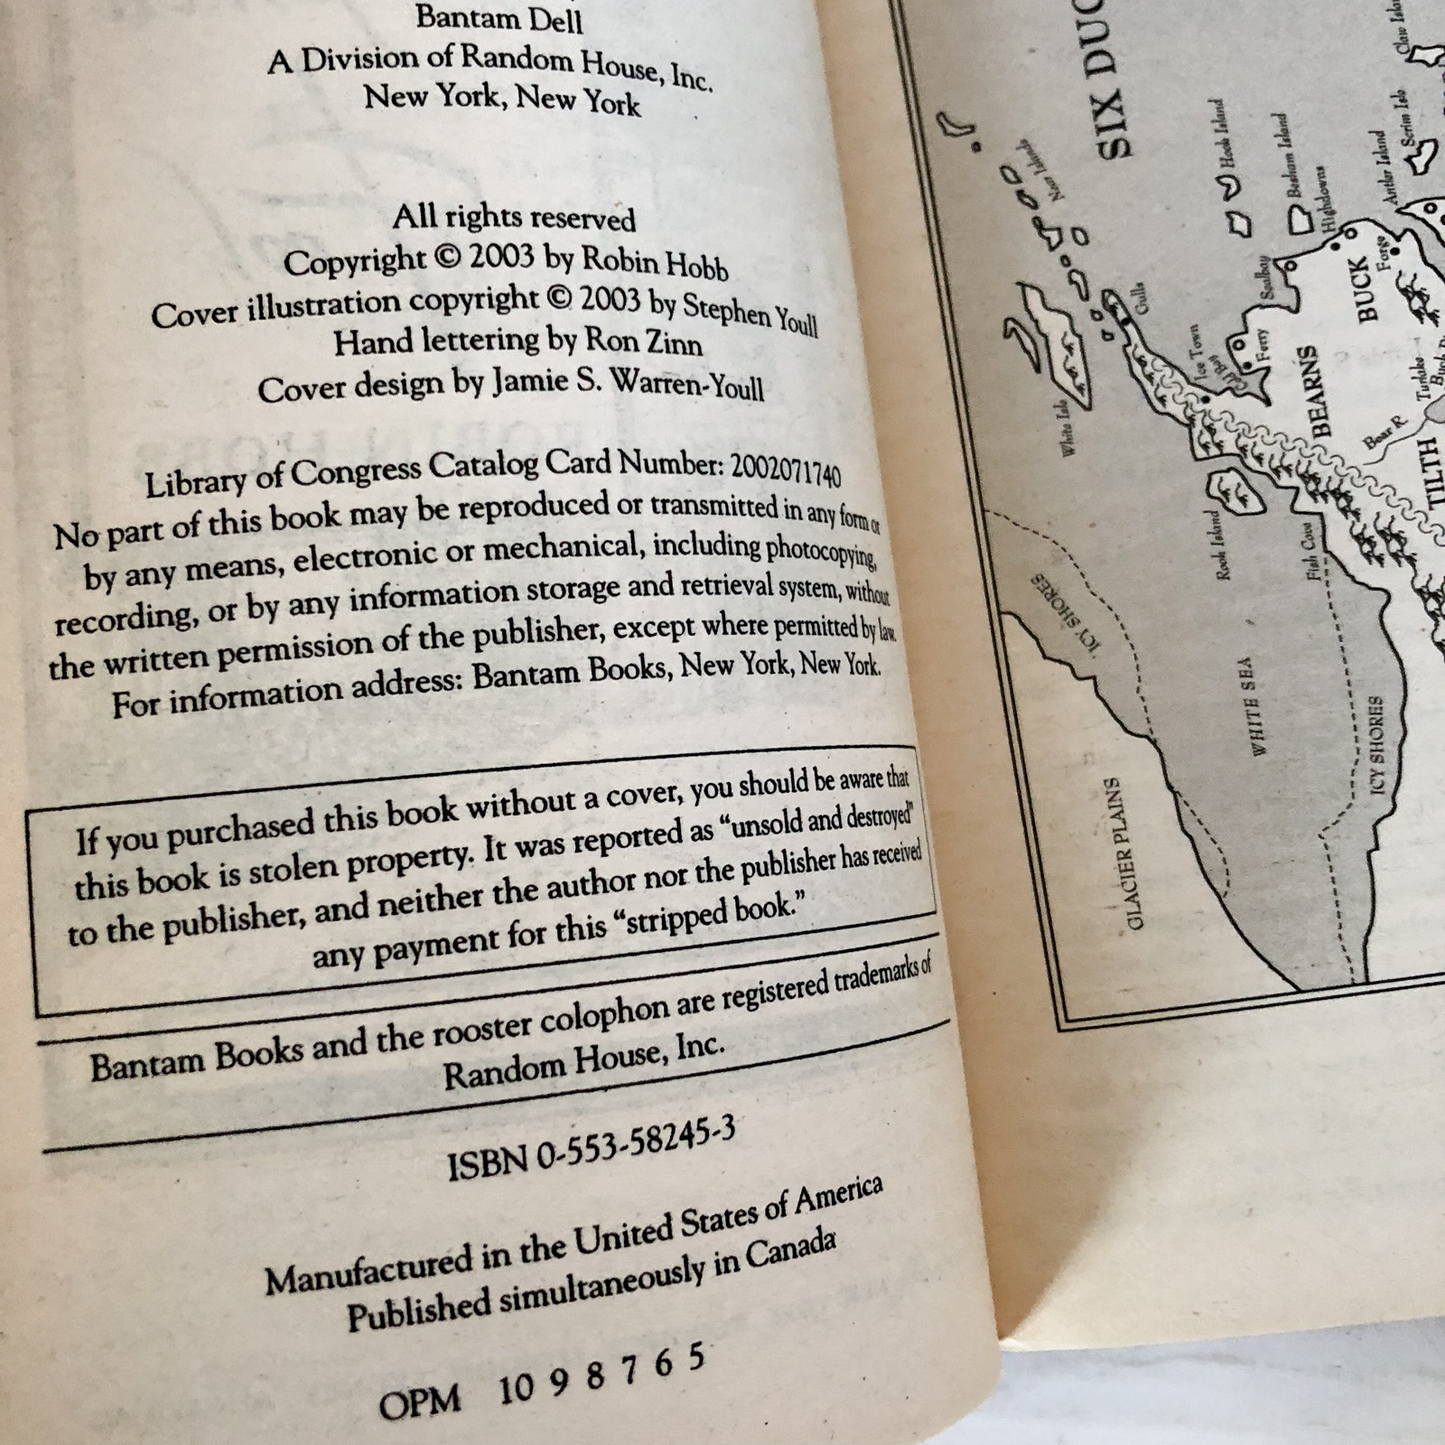 Bantam Dell
A Division of Random House, Inc.
New York, New York
All rights reserved
Copyright © 2003 by Robin Hobb
Cover illustration copyright © 2003 by Stephen Youll
Hand lettering by Ron Zinn
Cover design by Jamie S. Warren-Youll
Library of Congress Catalog Card Number: 2002071740
No part of this book may be reproduced or transmitted in any form or
by any means, electronic or mechanical, including photocopying,
recording, or by any information storage and retrieval system, without
the written permission of the publisher, except where permitted by law.
For information address: Bantam Books, New York, New York.
If you purchased this book without a cover, you should be aware that
this book is stolen property. It was reported as “unsold and destroyed”
to the publisher, and neither the author nor the publisher has received
any payment for this “stripped book.”
Bantam Books and the rooster colophon are registered trademarks of
Random House, Inc.
ISBN 0-553-58245-3
Manufactured in the United States of America
Published simultaneously in Canada
OPM 10 9 8 7 6 5
SIX DUC
Near Islands
Hook Island
Besham Island
Highdowns
Antler Island
Scrim Isle
Claw Islan
Gulls
White Isle
Ice Town
Ferry
Sealbay
BUCK
Forge
BEARNS
Bear R
Turlake
TILTH
Rook Island
Fish Cove
ICY SHORES
WHITE SEA
ICY SHORES
GLACIER PLAINS